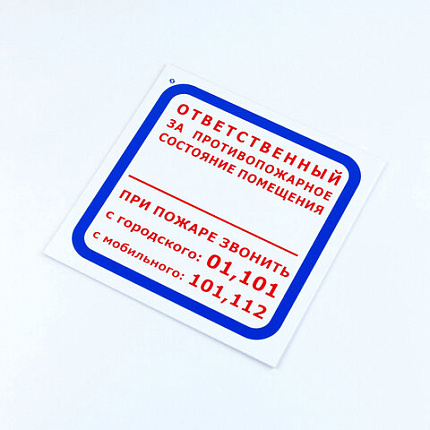 ОТВЕТСТВЕННЫЙ
ЗА ПРОТИВОПОЖАРНОЕ
СОСТОЯНИЕ ПОМЕЩЕНИЯ
ПРИ ПОЖАРЕ ЗВОНИТЬ
с городского: 01,101
с мобильного: 101,112